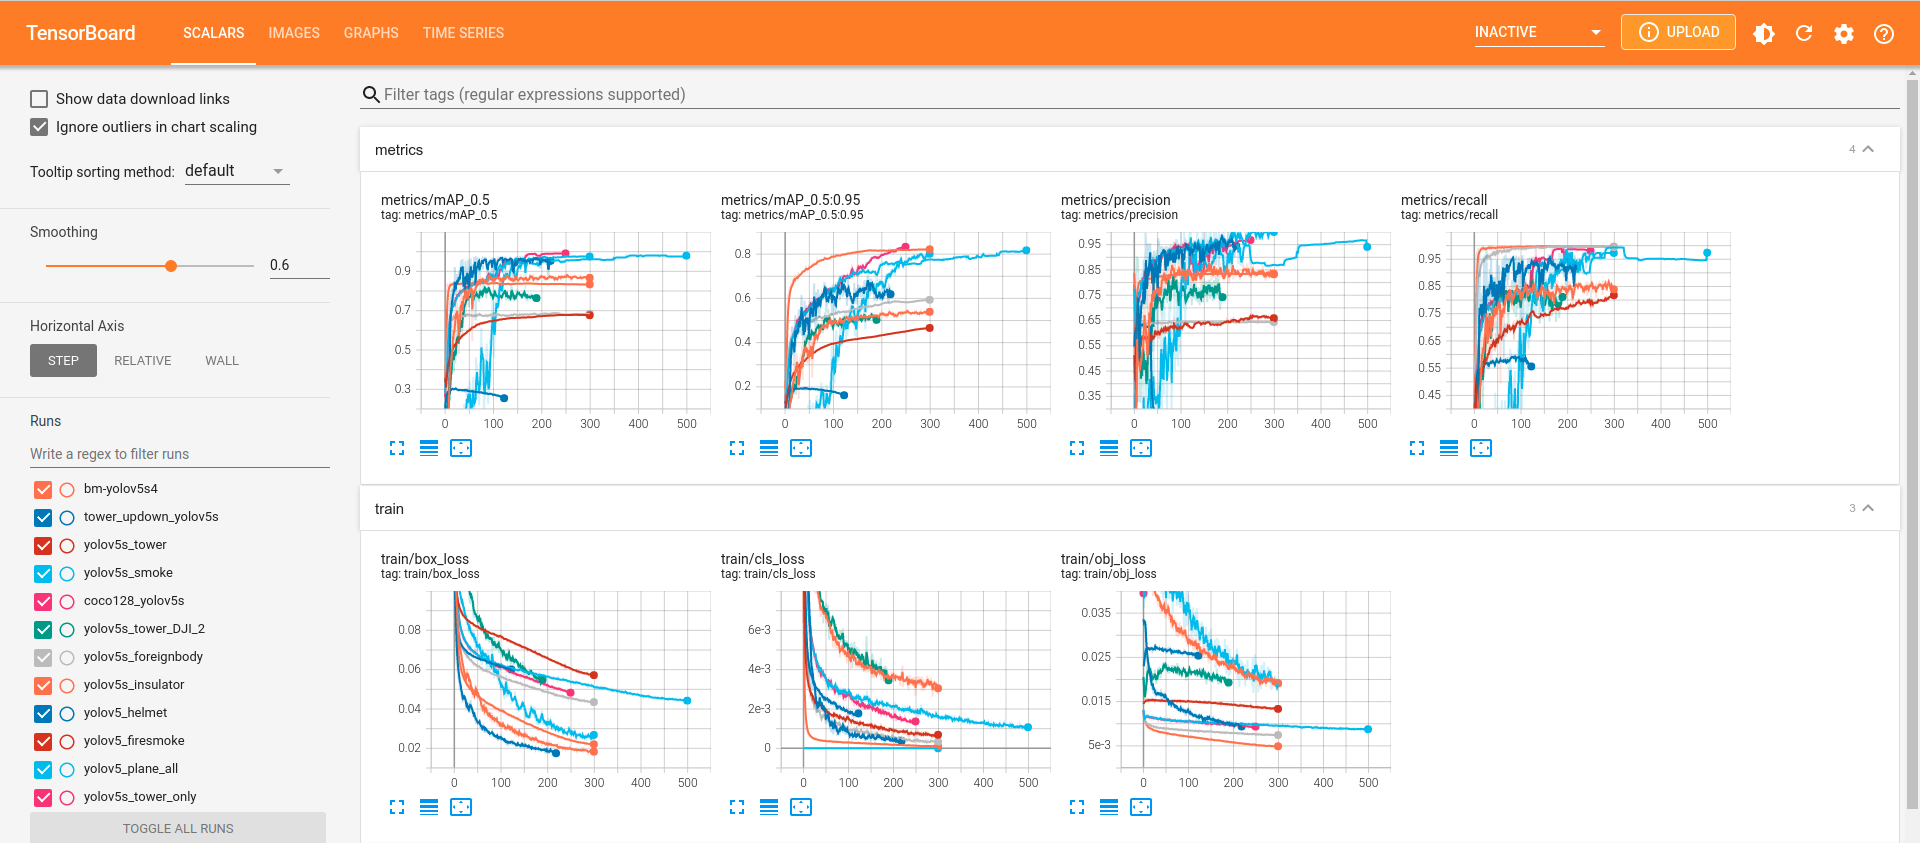 TensorBoard
SCALARS IMAGES GRAPHS TIME SERIES
INACTIVE
UPLOAD
Show data download links
Ignore outliers in chart scaling
Tooltip sorting method: default
Smoothing
0.6
Horizontal Axis
STEP RELATIVE WALL
Runs
Write a regex to filter runs
bm-yolov5s4
tower_updown_yolov5s
yolov5s_tower
yolov5s_smoke
coco128_yolov5s
yolov5s_tower_DJI_2
yolov5s_foreignbody
yolov5s_insulator
yolov5_helmet
yolov5_firesmoke
yolov5_plane_all
yolov5s_tower_only
TOGGLE ALL RUNS
Filter tags (regular expressions supported)
metrics
4
metrics/mAP_0.5
tag: metrics/mAP_0.5
0.9
0.7
0.5
0.3
0 100 200 300 400 500
metrics/mAP_0.5:0.95
tag: metrics/mAP_0.5:0.95
0.8
0.6
0.4
0.2
0 100 200 300 400 500
metrics/precision
tag: metrics/precision
0.95
0.85
0.75
0.65
0.55
0.45
0.35
0 100 200 300 400 500
metrics/recall
tag: metrics/recall
0.95
0.85
0.75
0.65
0.55
0.45
0 100 200 300 400 500
train
3
train/box_loss
tag: train/box_loss
0.08
0.06
0.04
0.02
0 100 200 300 400 500
train/cls_loss
tag: train/cls_loss
6e-3
4e-3
2e-3
0
0 100 200 300 400 500
train/obj_loss
tag: train/obj_loss
0.035
0.025
0.015
5e-3
0 100 200 300 400 500